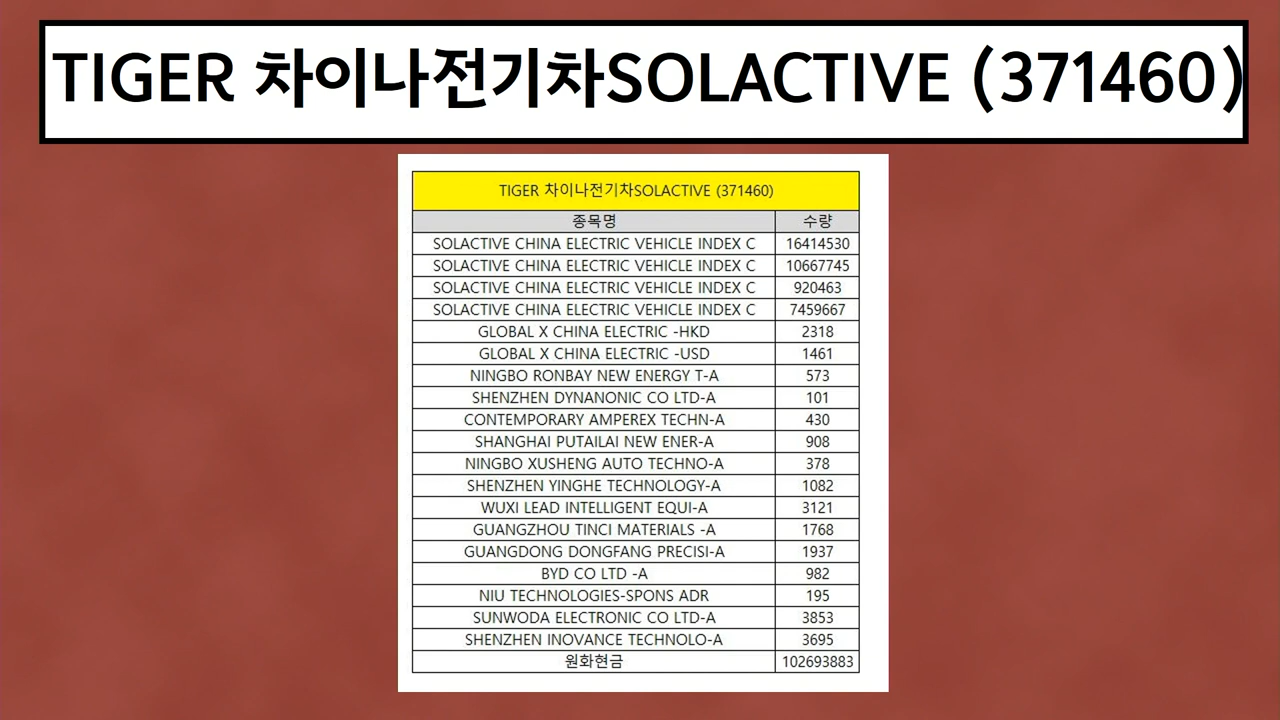 TIGER 차이나전기차SOLACTIVE (371460)
TIGER 차이나전기차SOLACTIVE (371460)
종목명 수량
SOLACTIVE CHINA ELECTRIC VEHICLE INDEX C 16414530
SOLACTIVE CHINA ELECTRIC VEHICLE INDEX C 10667745
SOLACTIVE CHINA ELECTRIC VEHICLE INDEX C 920463
SOLACTIVE CHINA ELECTRIC VEHICLE INDEX C 7459667
GLOBAL X CHINA ELECTRIC -HKD 2318
GLOBAL X CHINA ELECTRIC -USD 1461
NINGBO RONBAY NEW ENERGY T-A 573
SHENZHEN DYNANONIC CO LTD-A 101
CONTEMPORARY AMPEREX TECHN-A 430
SHANGHAI PUTAILAI NEW ENER-A 908
NINGBO XUSHENG AUTO TECHNO-A 378
SHENZHEN YINGHE TECHNOLOGY-A 1082
WUXI LEAD INTELLIGENT EQUI-A 3121
GUANGZHOU TINCI MATERIALS -A 1768
GUANGDONG DONGFANG PRECISI-A 1937
BYD CO LTD -A 982
NIU TECHNOLOGIES-SPONS ADR 195
SUNWODA ELECTRONIC CO LTD-A 3853
SHENZHEN INOVANCE TECHNOLO-A 3695
원화현금 102693883